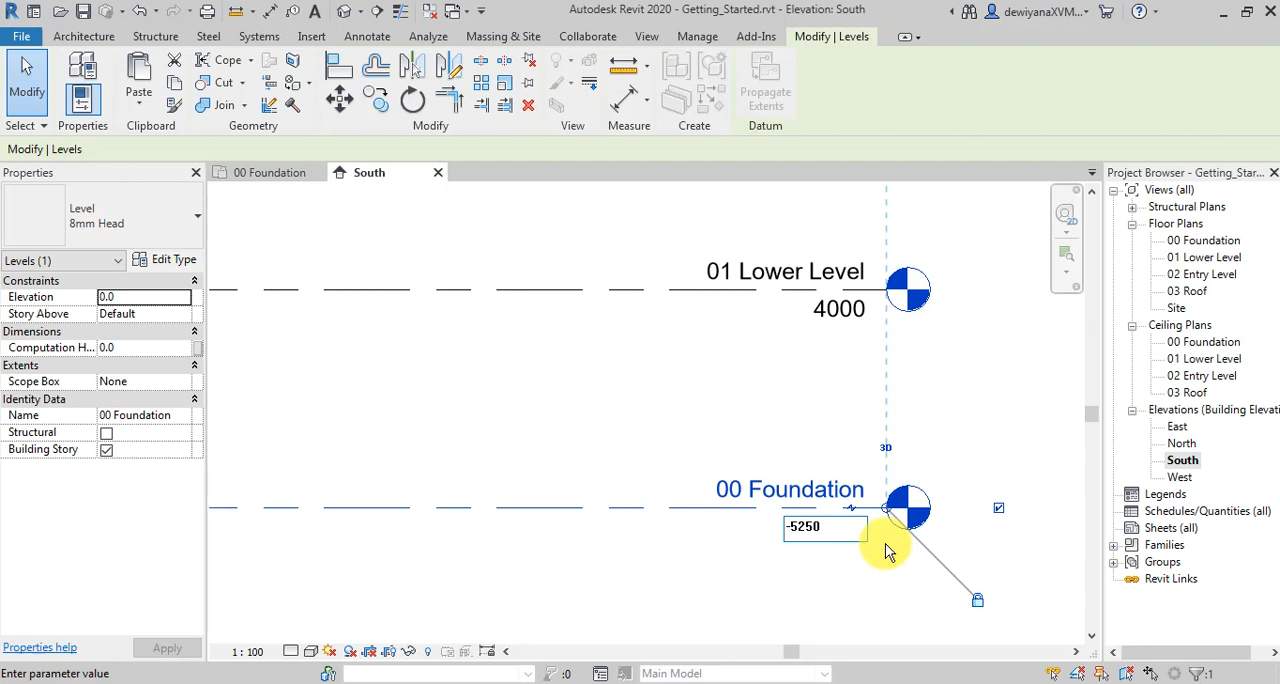 Autodesk Revit 2020 - Getting_Started.rvt - Elevation: South
dewiyanaXVM...
File Architecture Structure Steel Systems Insert Annotate Analyze Massing & Site Collaborate View Manage Add-Ins Modify | Levels
Modify
Paste
Cope
Cut
Join
Propagate
Extents
Select Properties Clipboard Geometry Modify View Measure Create Datum
Modify | Levels
Properties
00 Foundation
South
Project Browser - Getting_Star...
Level
8mm Head
Levels (1)
Edit Type
Constraints
Elevation 0.0
Story Above Default
Dimensions
Computation H... 0.0
Extents
Scope Box None
Identity Data
Name 00 Foundation
Structural
Building Story
Properties help
Apply
01 Lower Level
4000
3D
00 Foundation
-5250
2D
Views (all)
Structural Plans
Floor Plans
00 Foundation
01 Lower Level
02 Entry Level
03 Roof
Site
Ceiling Plans
00 Foundation
01 Lower Level
02 Entry Level
03 Roof
Elevations (Building Elevati
East
North
South
West
Legends
Schedules/Quantities (all)
Sheets (all)
Families
Groups
Revit Links
1 : 100
Enter parameter value
:0
Main Model
:1